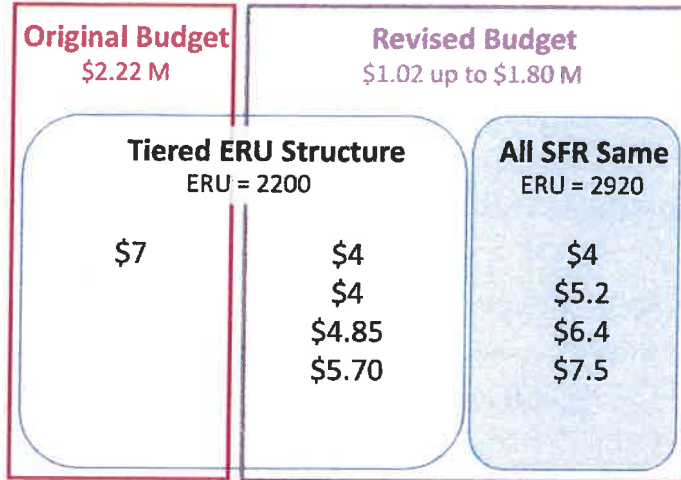 Original Budget
$2.22 M
Revised Budget
$1.02 up to $1.80 M
Tiered ERU Structure
ERU = 2200
All SFR Same
ERU = 2920
$7
$4
$4
$4.85
$5.70
$4
$5.2
$6.4
$7.5